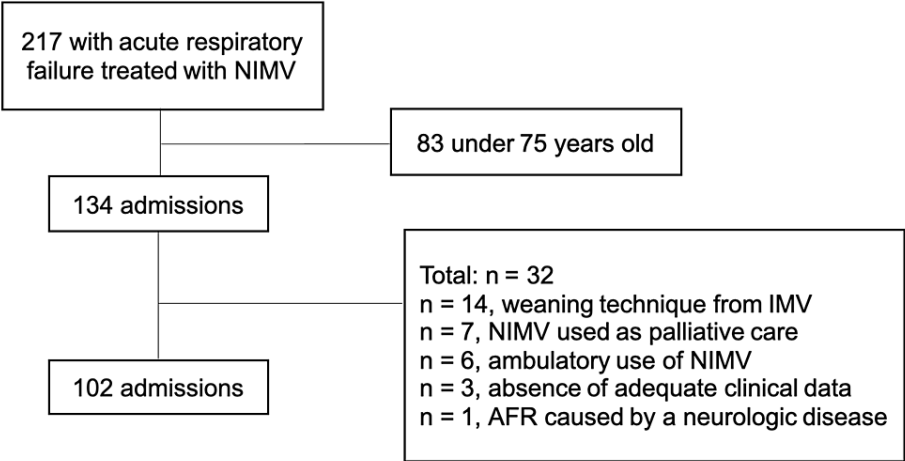 217 with acute respiratory
failure treated with NIMV
83 under 75 years old
134 admissions
Total: n = 32
n = 14, weaning technique from IMV
n = 7, NIMV used as palliative care
n = 6, ambulatory use of NIMV
n = 3, absence of adequate clinical data
n = 1, AFR caused by a neurologic disease
102 admissions